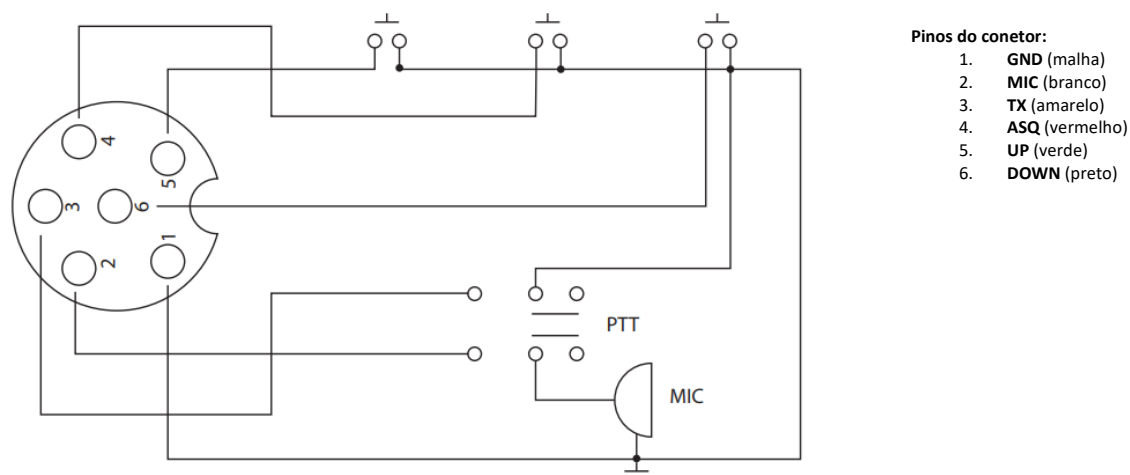 4
5
3
6
1
2
PTT
MIC
Pinos do conetor:
1. GND (malha)
2. MIC (branco)
3. TX (amarelo)
4. ASQ (vermelho)
5. UP (verde)
6. DOWN (preto)